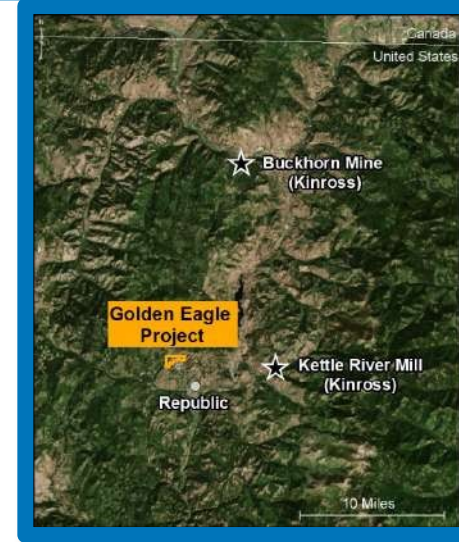 Canada
United States
Buckhorn Mine
(Kinross)
Golden Eagle
Project
Kettle River Mill
(Kinross)
Republic
10 Miles